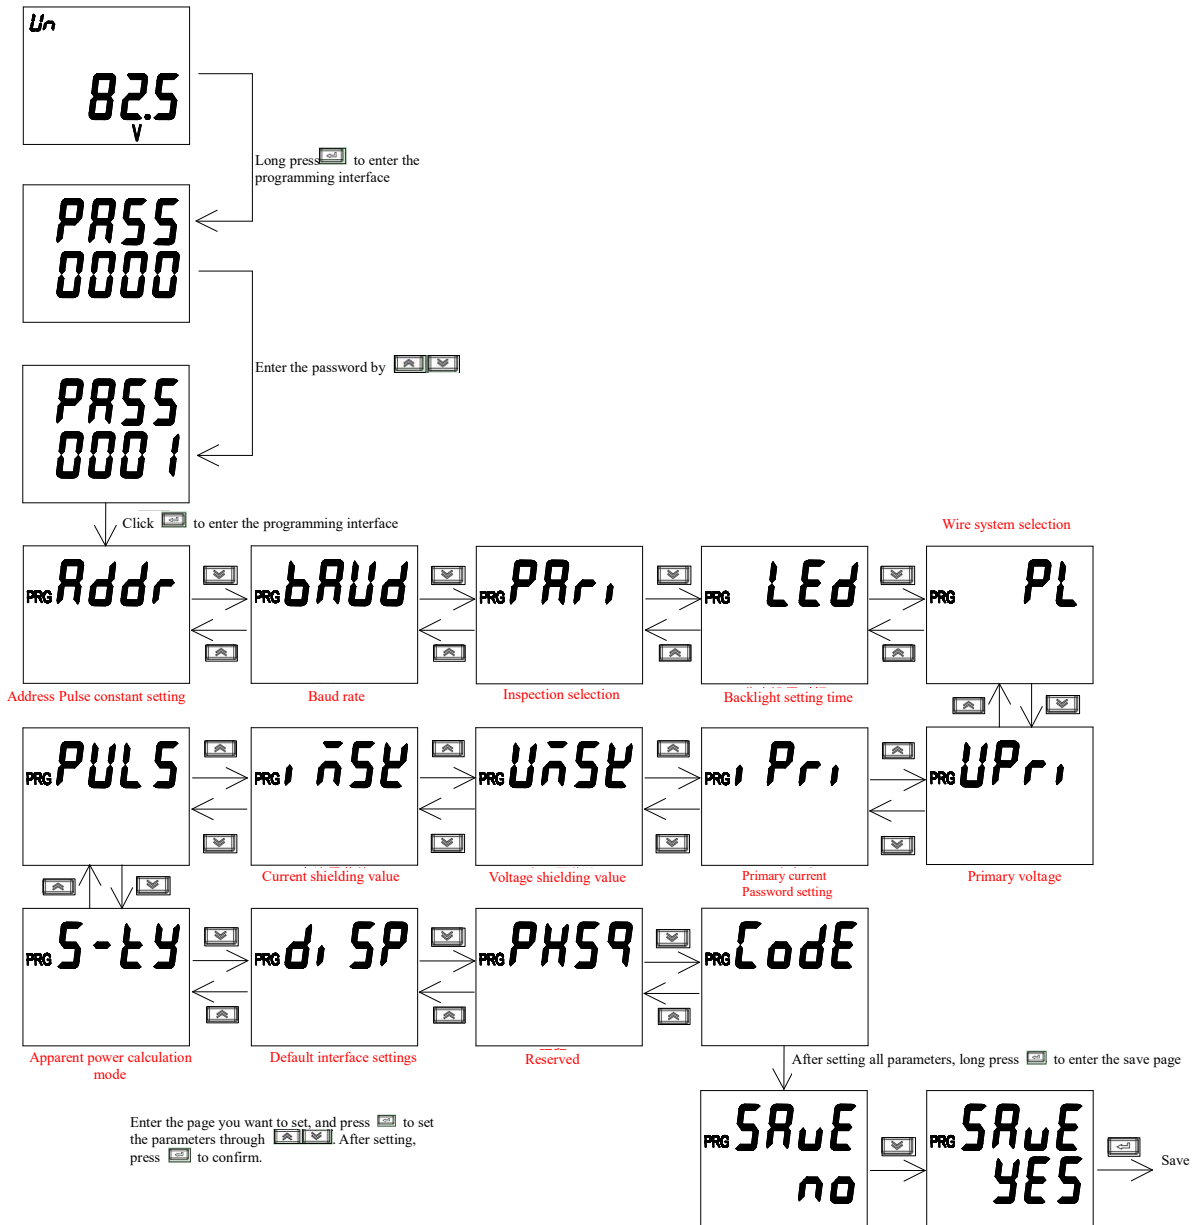 Un
82.5
V
Long press to enter the
programming interface
PASS
0000
Enter the password by
PASS
0001
Click to enter the programming interface
Wire system selection
PRG Addr
PRG bAUd
PRG PAri
PRG LEd
PRG PL
Address Pulse constant setting
Baud rate
Inspection selection
Backlight setting time
PRG PULS
PRG i MSK
PRG UMSK
PRG i Pri
PRG UPri
Current shielding value
Voltage shielding value
Primary current
Password setting
Primary voltage
PRG S-tY
PRG di SP
PRG PHSq
PRG CodE
Apparent power calculation
mode
Default interface settings
Reserved
After setting all parameters, long press to enter the save page
Enter the page you want to set, and press to set
the parameters through . After setting,
press to confirm.
PRG SAuE
no
PRG SAuE
YES
Save